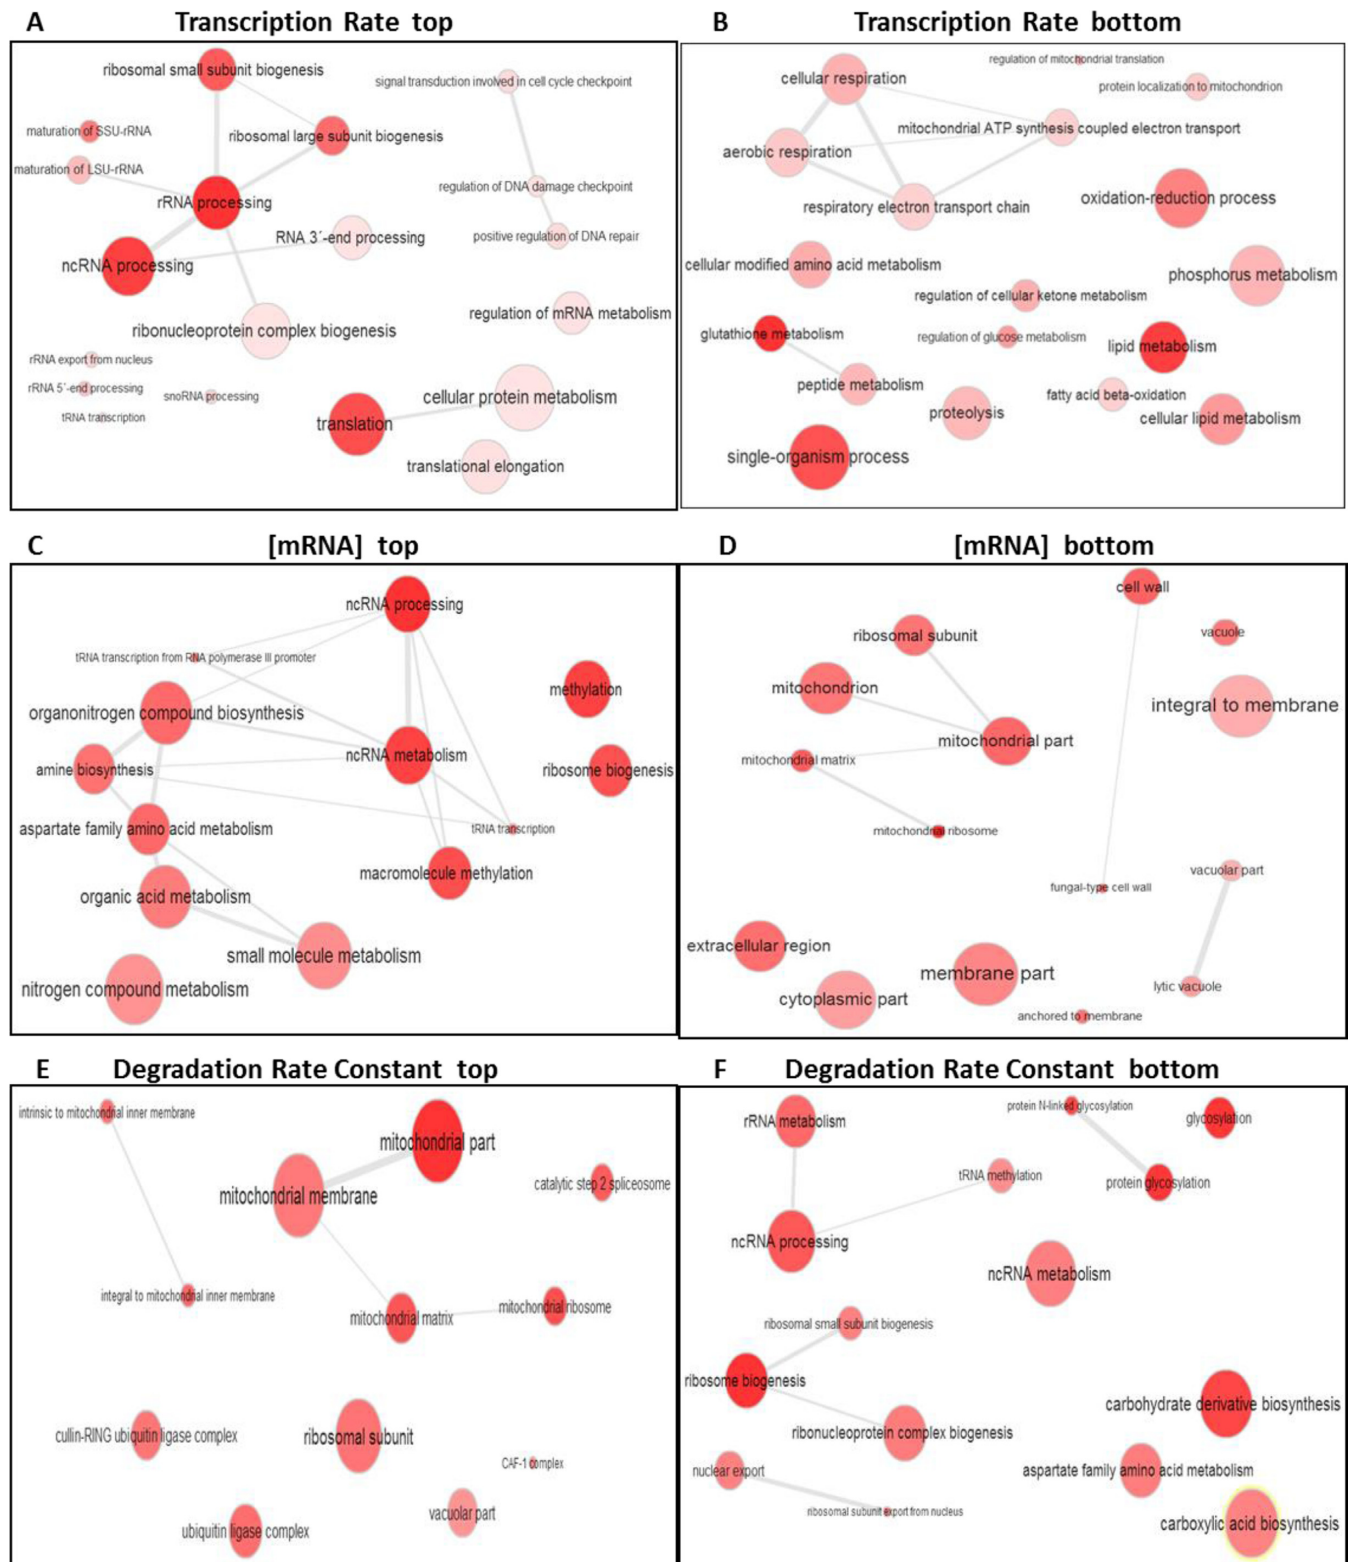 A Transcription Rate top
ribosomal small subunit biogenesis
signal transduction involved in cell cycle checkpoint
maturation of SSU-rRNA
ribosomal large subunit biogenesis
maturation of LSU-rRNA
regulation of DNA damage checkpoint
rRNA processing
RNA 3´-end processing
positive regulation of DNA repair
ncRNA processing
regulation of mRNA metabolism
ribonucleoprotein complex biogenesis
rRNA export from nucleus
rRNA 5´-end processing
snoRNA processing
cellular protein metabolism
tRNA transcription
translation
translational elongation
B Transcription Rate bottom
regulation of mitochondrial translation
cellular respiration
protein localization to mitochondrion
mitochondrial ATP synthesis coupled electron transport
aerobic respiration
oxidation-reduction process
respiratory electron transport chain
cellular modified amino acid metabolism
phosphorus metabolism
regulation of cellular ketone metabolism
glutathione metabolism
regulation of glucose metabolism
lipid metabolism
peptide metabolism
fatty acid beta-oxidation
proteolysis
cellular lipid metabolism
single-organism process
C [mRNA] top
ncRNA processing
tRNA transcription from RNA polymerase III promoter
methylation
organonitrogen compound biosynthesis
ncRNA metabolism
amine biosynthesis
ribosome biogenesis
aspartate family amino acid metabolism
tRNA transcription
macromolecule methylation
organic acid metabolism
small molecule metabolism
nitrogen compound metabolism
D [mRNA] bottom
cell wall
ribosomal subunit
vacuole
mitochondrion
integral to membrane
mitochondrial part
mitochondrial matrix
mitochondrial ribosome
vacuolar part
fungal-type cell wall
extracellular region
membrane part
lytic vacuole
cytoplasmic part
anchored to membrane
E Degradation Rate Constant top
intrinsic to mitochondrial inner membrane
mitochondrial part
catalytic step 2 spliceosome
mitochondrial membrane
integral to mitochondrial inner membrane
mitochondrial ribosome
mitochondrial matrix
cullin-RING ubiquitin ligase complex
ribosomal subunit
CAF-1 complex
vacuolar part
ubiquitin ligase complex
F Degradation Rate Constant bottom
protein N-linked glycosylation
rRNA metabolism
glycosylation
tRNA methylation
protein glycosylation
ncRNA processing
ncRNA metabolism
ribosomal small subunit biogenesis
ribosome biogenesis
carbohydrate derivative biosynthesis
ribonucleoprotein complex biogenesis
nuclear export
aspartate family amino acid metabolism
ribosomal subunit export from nucleus
carboxylic acid biosynthesis